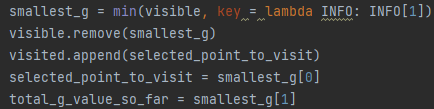 smallest_g = min(visible, key = lambda INFO: INFO[1])
visible.remove(smallest_g)
visited.append(selected_point_to_visit)
selected_point_to_visit = smallest_g[0]
total_g_value_so_far = smallest_g[1]